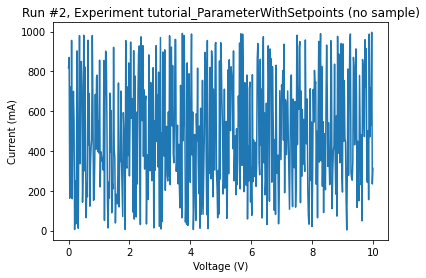 Run #2, Experiment tutorial_ParameterWithSetpoints (no sample)
1000
800
600
400
200
0
Current (mA)
0 2 4 6 8 10
Voltage (V)